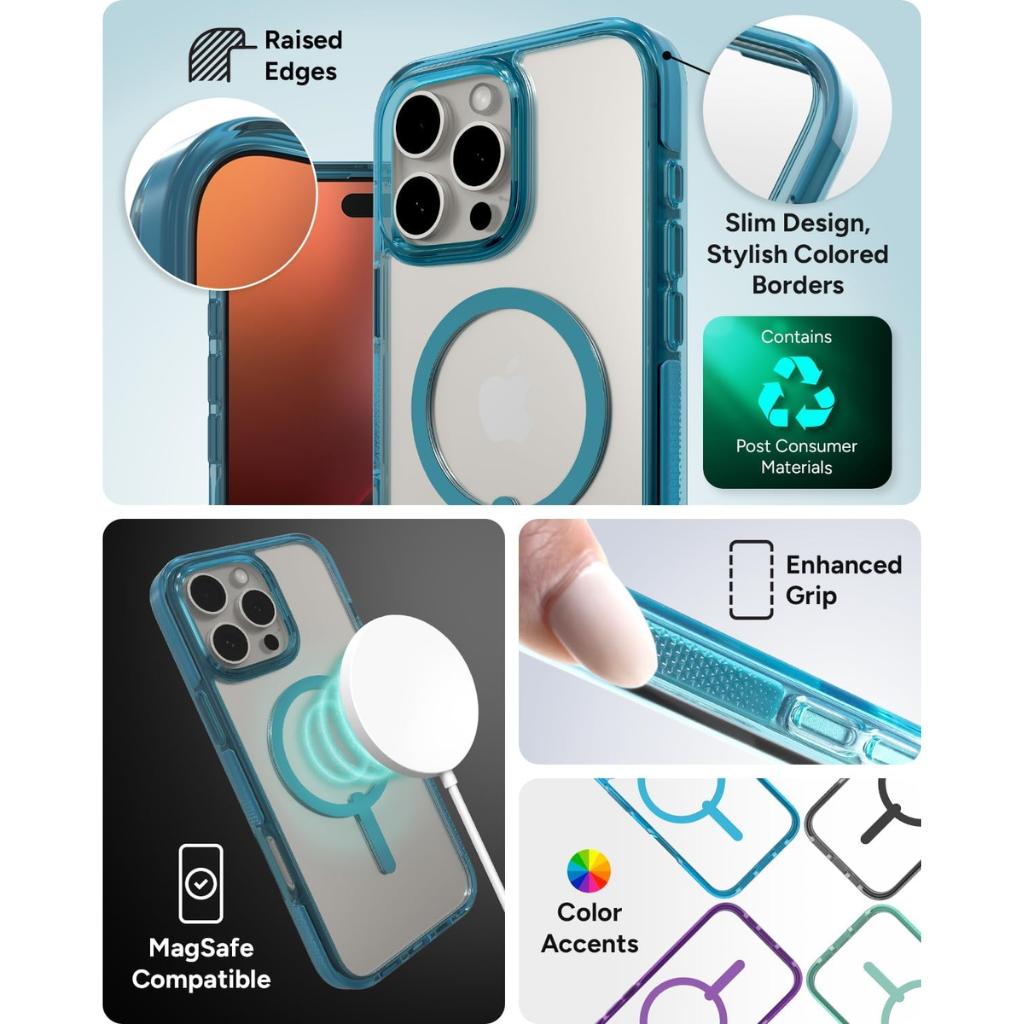 Raised
Edges
Slim Design,
Stylish Colored
Borders
Contains
Post Consumer
Materials
Enhanced
Grip
MagSafe
Compatible
Color
Accents